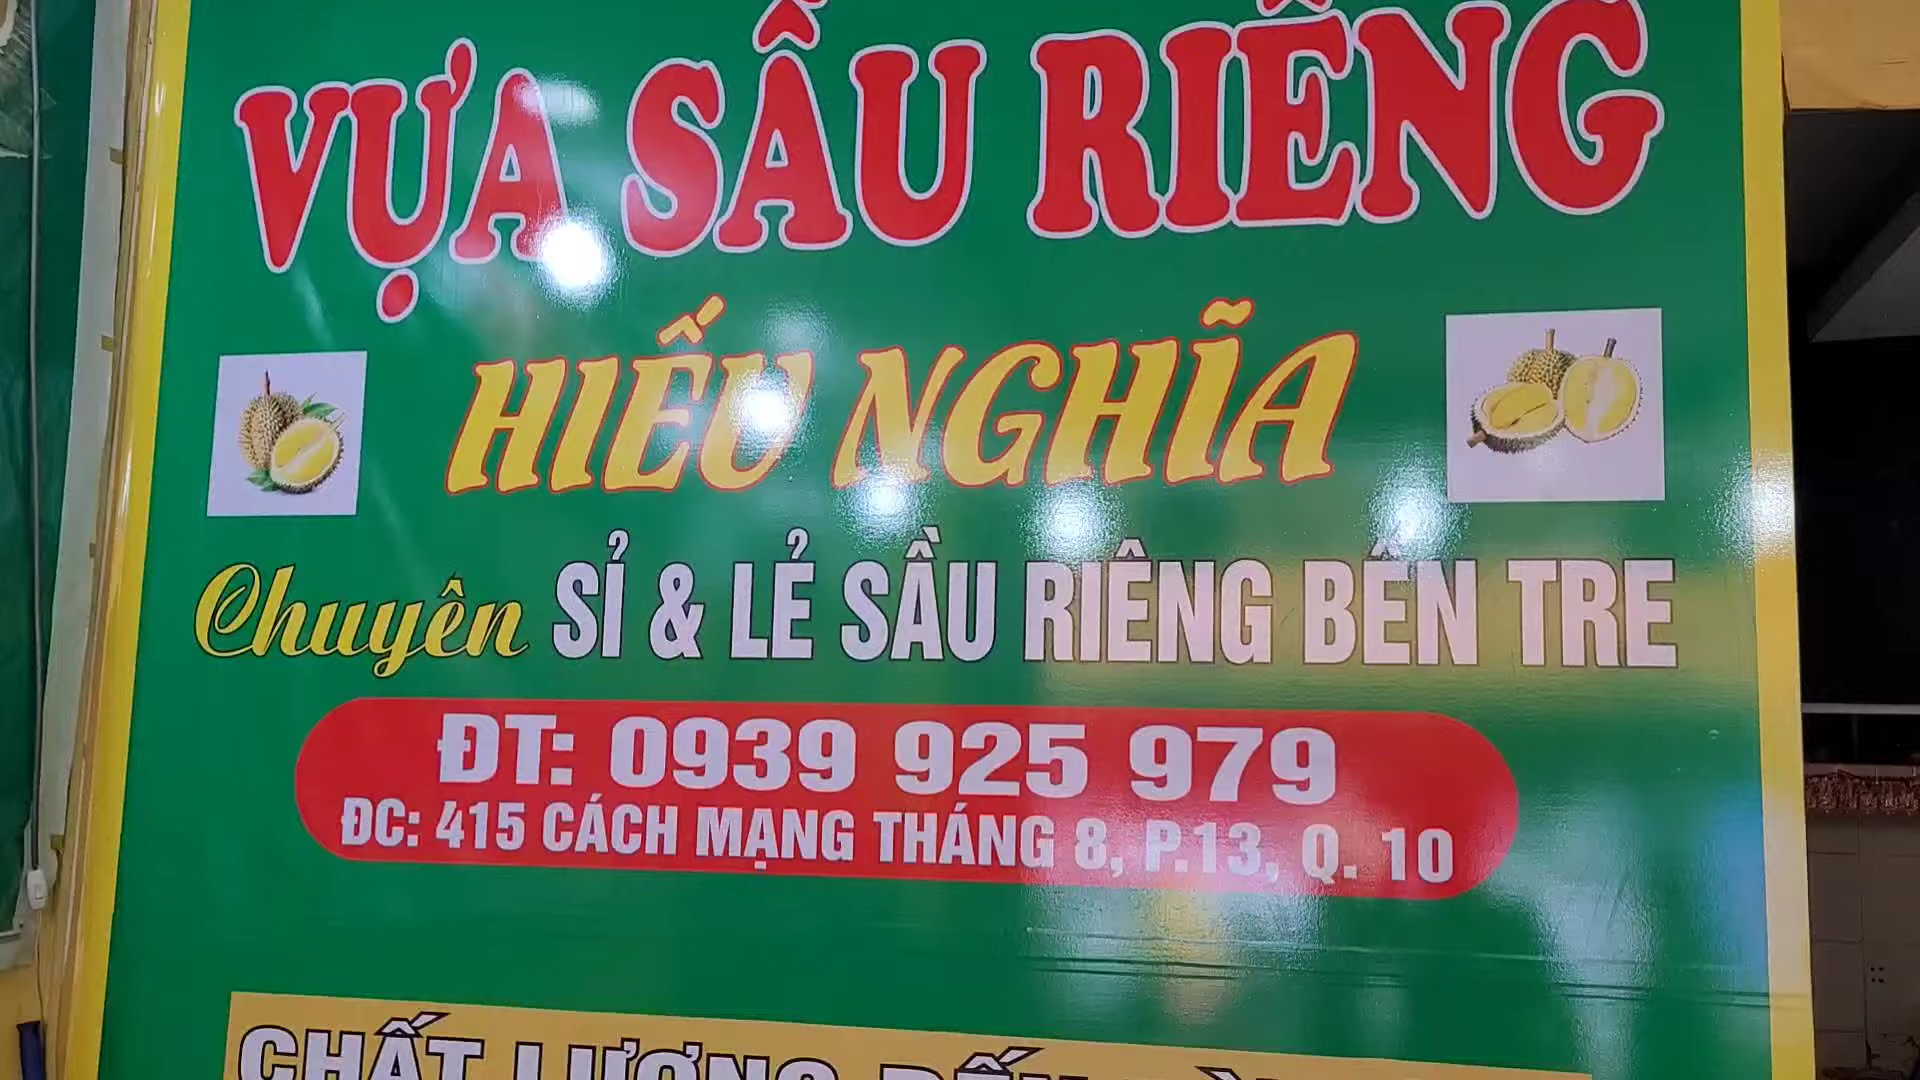 VỰA SẦU RIÊNG
HIẾU NGHĨA
Chuyên SỈ & LẺ SẦU RIÊNG BẾN TRE
ĐT: 0939 925 979
ĐC: 415 CÁCH MẠNG THÁNG 8, P.13, Q. 10
CHẤT LƯỢNG